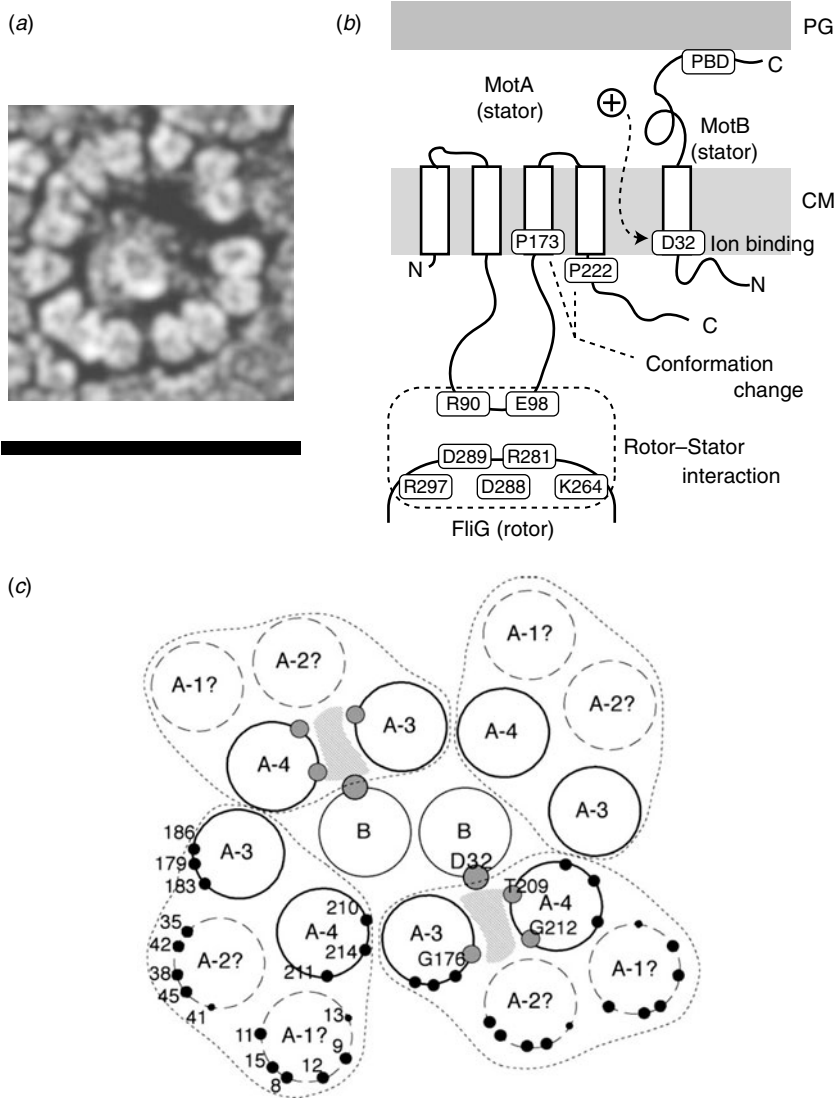 (a)
(b)
PG
PBD
C
MotA
(stator)
MotB
(stator)
CM
P173
D32
Ion binding
P222
N
N
C
Conformation
change
R90
E98
D289
R281
Rotor–Stator
interaction
R297
D288
K264
FliG (rotor)
(c)
A-1?
A-2?
A-1?
A-2?
A-3
A-4
A-4
A-3
B
B
D32
186
A-3
179
183
T209
A-4
210
A-3
G212
35
A-4
42
A-2?
214
G176
A-1?
38
211
A-2?
45
41
13
11
A-1?
9
15
12
8